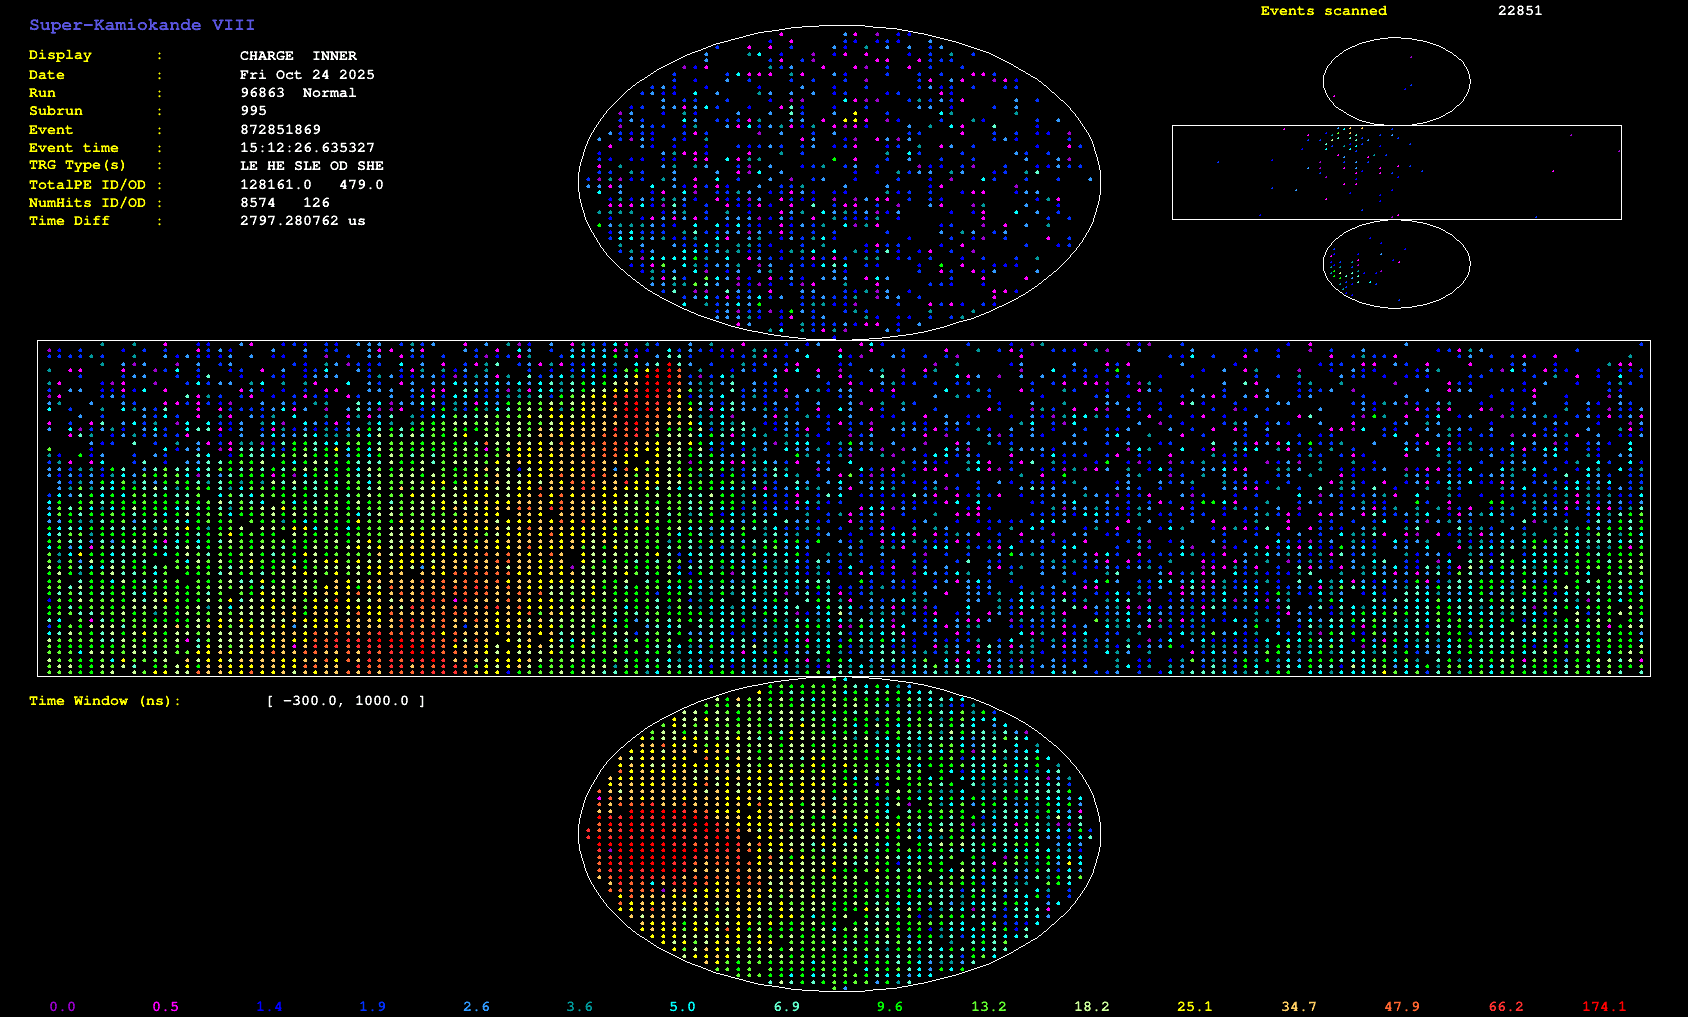 Super-Kamiokande VIII
Events scanned 22851
Display : CHARGE INNER
Date : Fri Oct 24 2025
Run : 96863 Normal
Subrun : 995
Event : 872851869
Event time : 15:12:26.635327
TRG Type(s) : LE HE SLE OD SHE
TotalPE ID/OD : 128161.0 479.0
NumHits ID/OD : 8574 126
Time Diff : 2797.280762 us
Time Window (ns): [ -300.0, 1000.0 ]
0.0 0.5 1.4 1.9 2.6 3.6 5.0 6.9 9.6 13.2 18.2 25.1 34.7 47.9 66.2 174.1